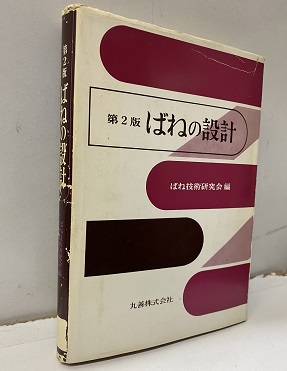 第2版 ばねの設計
第2版 ばねの設計
ばね技術研究会 編
丸善株式会社